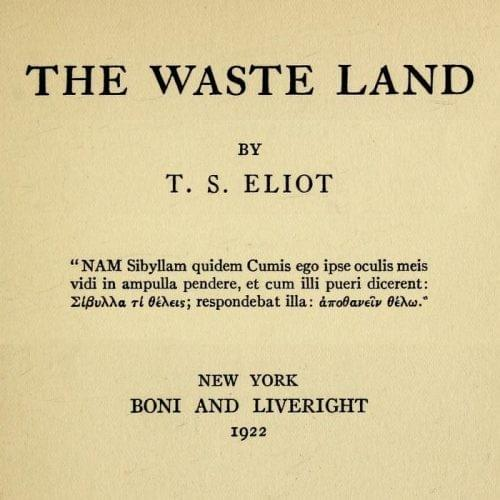 THE WASTE LAND
BY
T. S. ELIOT
"NAM Sibyllam quidem Cumis ego ipse oculis meis
vidi in ampulla pendere, et cum illi pueri dicerent:
Σίβυλλα τί θέλεις; respondebat illa: ἀποθανεῖν θέλω."
NEW YORK
BONI AND LIVERIGHT
1922